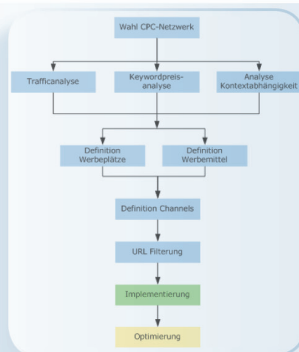 Wahl CPC-Netzwerk
Trafficanalyse
Keywordpreis-
analyse
Analyse
Kontextabhängigkeit
Definition
Werbeplätze
Definition
Werbemittel
Definition Channels
URL Filterung
Implementierung
Optimierung